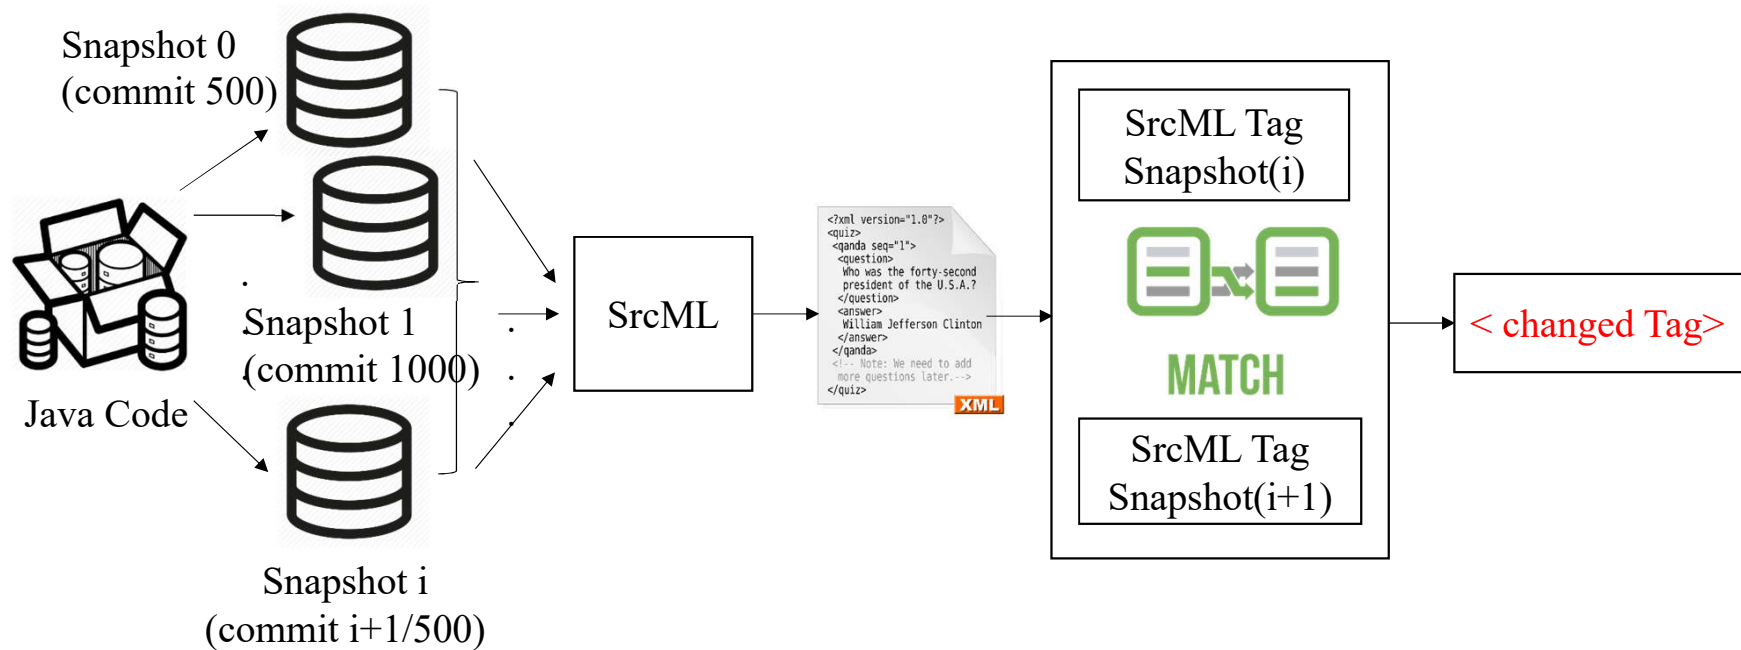 Snapshot 0
(commit 500)
Java Code
Snapshot 1
(commit 1000)
Snapshot i
(commit i+1/500)
SrcML
<?xml version="1.0"?>
<quiz>
<qanda seq="1">
<question>
Who was the forty-second
president of the U.S.A.?
</question>
<answer>
William Jefferson Clinton
</answer>
</qanda>
<!-- Note: We need to add
more questions later.-->
</quiz>
XML
SrcML Tag
Snapshot(i)
MATCH
SrcML Tag
Snapshot(i+1)
< changed Tag>